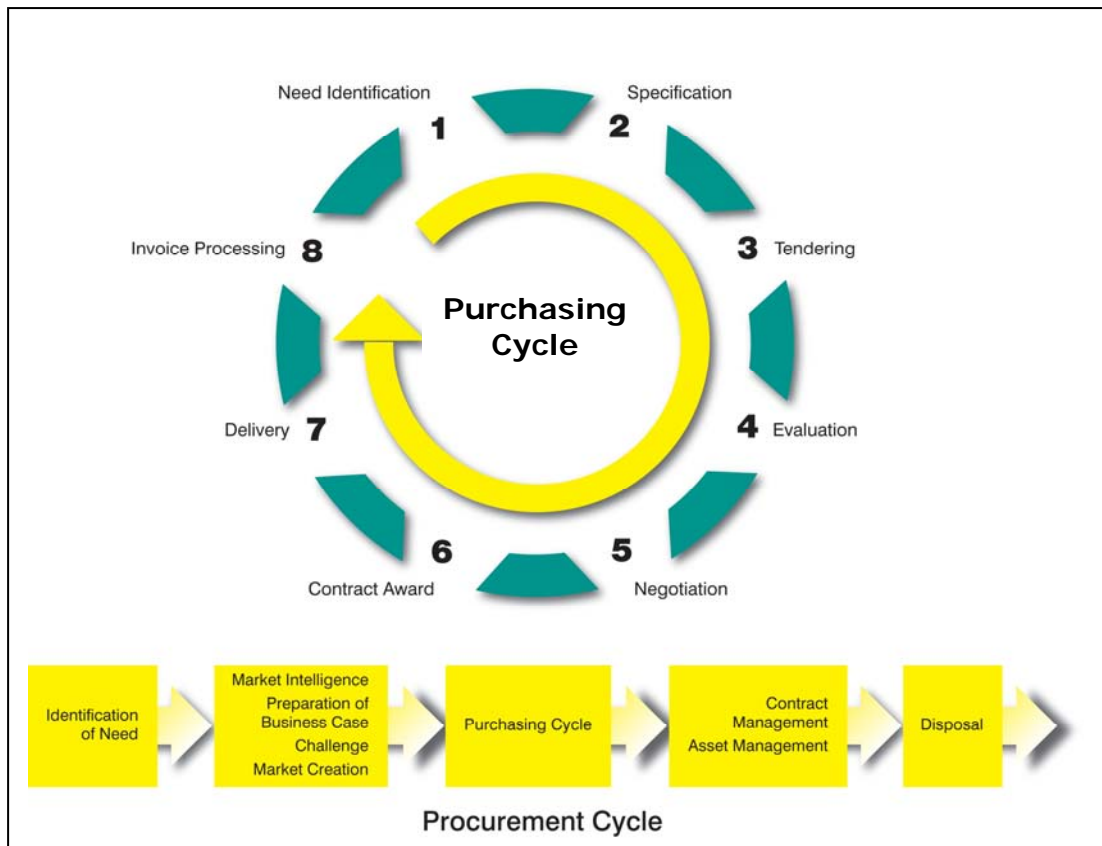 Need Identification
1
2
Specification
3 Tendering
4 Evaluation
5
Negotiation
6
Contract Award
Delivery 7
Invoice Processing 8
Purchasing
Cycle
Identification
of Need
Market Intelligence
Preparation of
Business Case
Challenge
Market Creation
Purchasing Cycle
Contract
Management
Asset Management
Disposal
Procurement Cycle